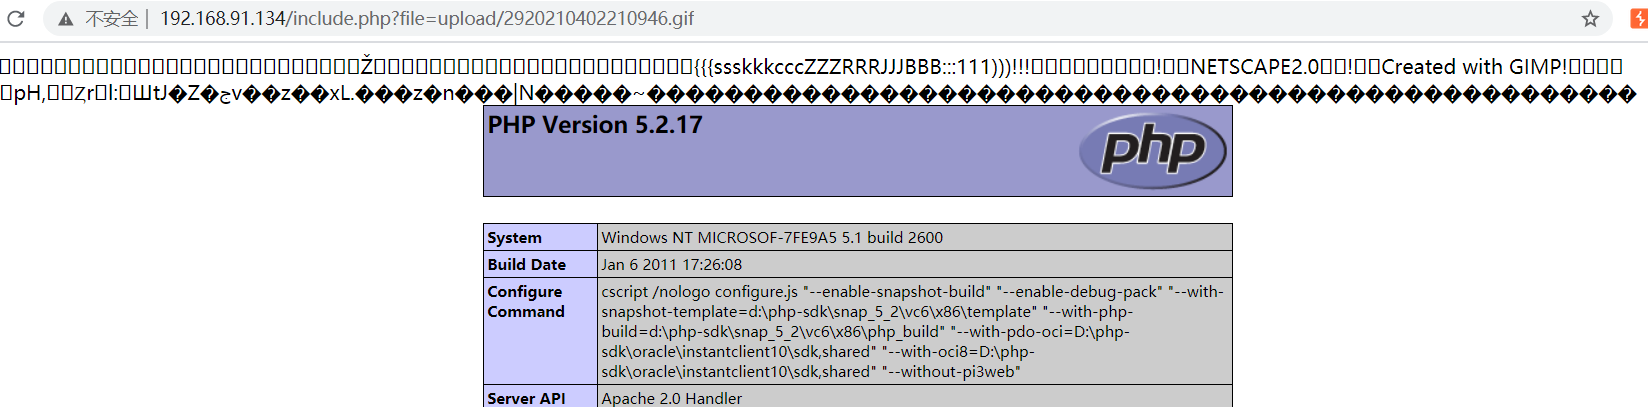 不安全 | 192.168.91.134/include.php?file=upload/2920210402210946.gif
{{{ssskkkcccZZZRRRJJJBBB:::111)))!!! ! NETSCAPE2.0 ! Created with GIMP!
PHP Version 5.2.17
php
System Windows NT MICROSOF-7FE9A5 5.1 build 2600
Build Date Jan 6 2011 17:26:08
Configure Command cscript /nologo configure.js "--enable-snapshot-build" "--enable-debug-pack" "--with-
snapshot-template=d:\php-sdk\snap_5_2\vc6\x86\template" "--with-php-
build=d:\php-sdk\snap_5_2\vc6\x86\php_build" "--with-pdo-oci=D:\php-
sdk\oracle\instantclient10\sdk,shared" "--with-oci8=D:\php-
sdk\oracle\instantclient10\sdk,shared" "--without-pi3web"
Server API Apache 2.0 Handler